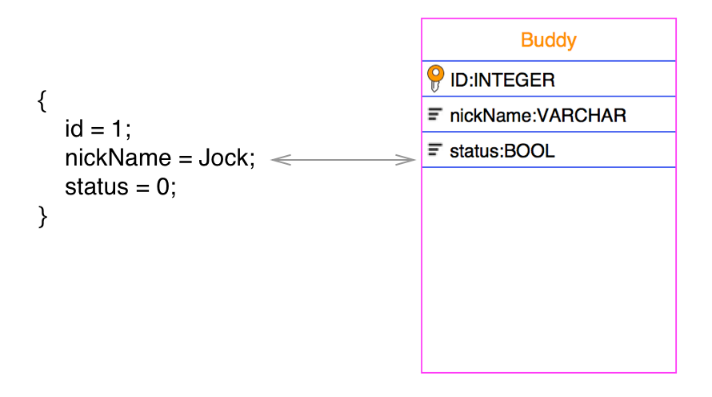 {
id = 1;
nickName = Jock;
status = 0;
}
Buddy
ID:INTEGER
nickName:VARCHAR
status:BOOL